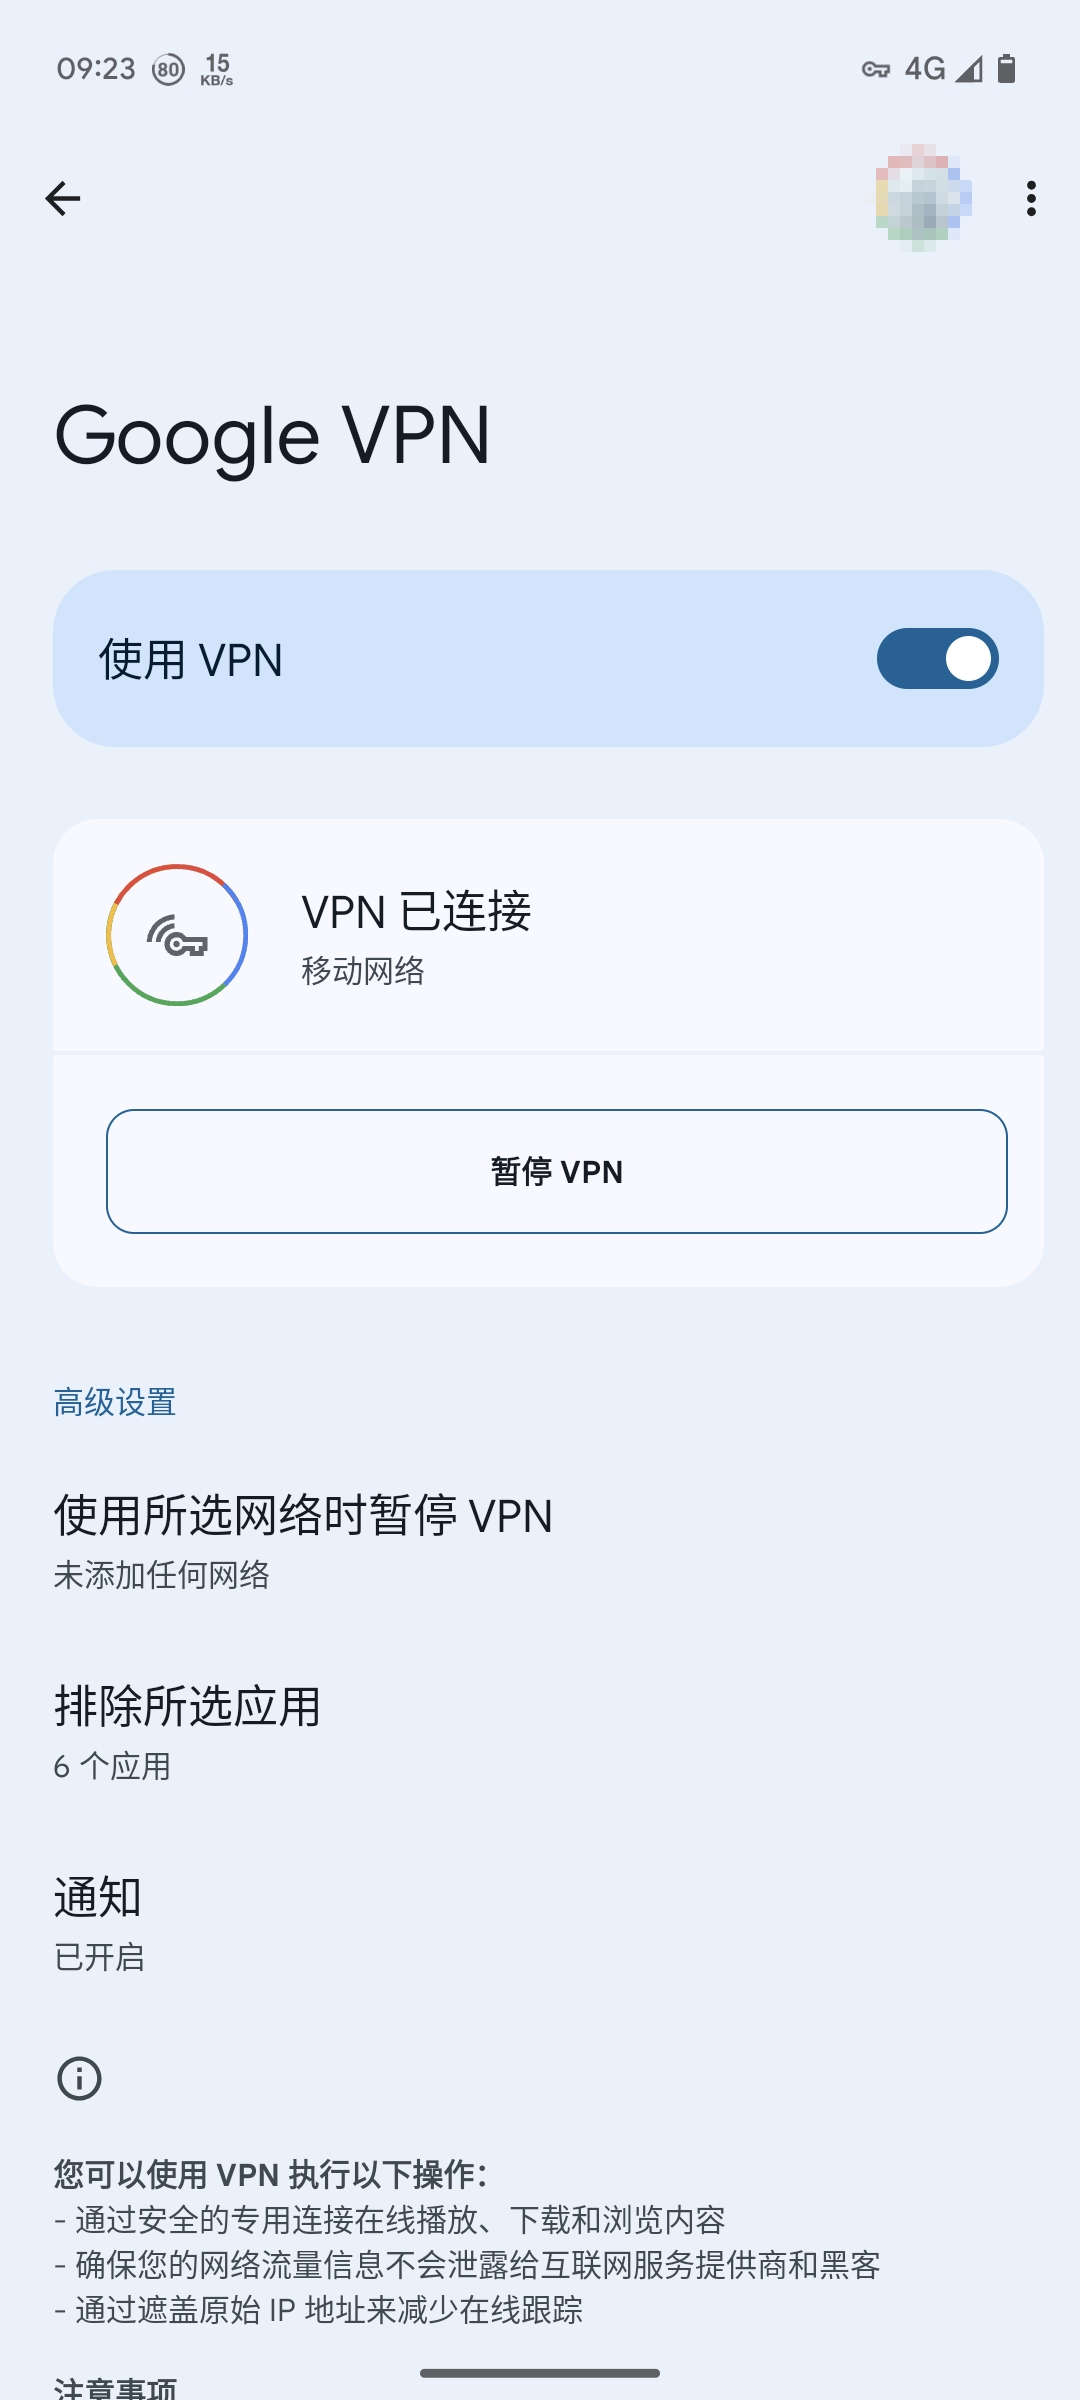 09:23 80 15 KB/s 4G
Google VPN
使用 VPN
VPN 已连接
移动网络
暂停 VPN
高级设置
使用所选网络时暂停 VPN
未添加任何网络
排除所选应用
6 个应用
通知
已开启
您可以使用 VPN 执行以下操作：
- 通过安全的专用连接在线播放、下载和浏览内容
- 确保您的网络流量信息不会泄露给互联网服务提供商和黑客
- 通过遮盖原始 IP 地址来减少在线跟踪
注意事项